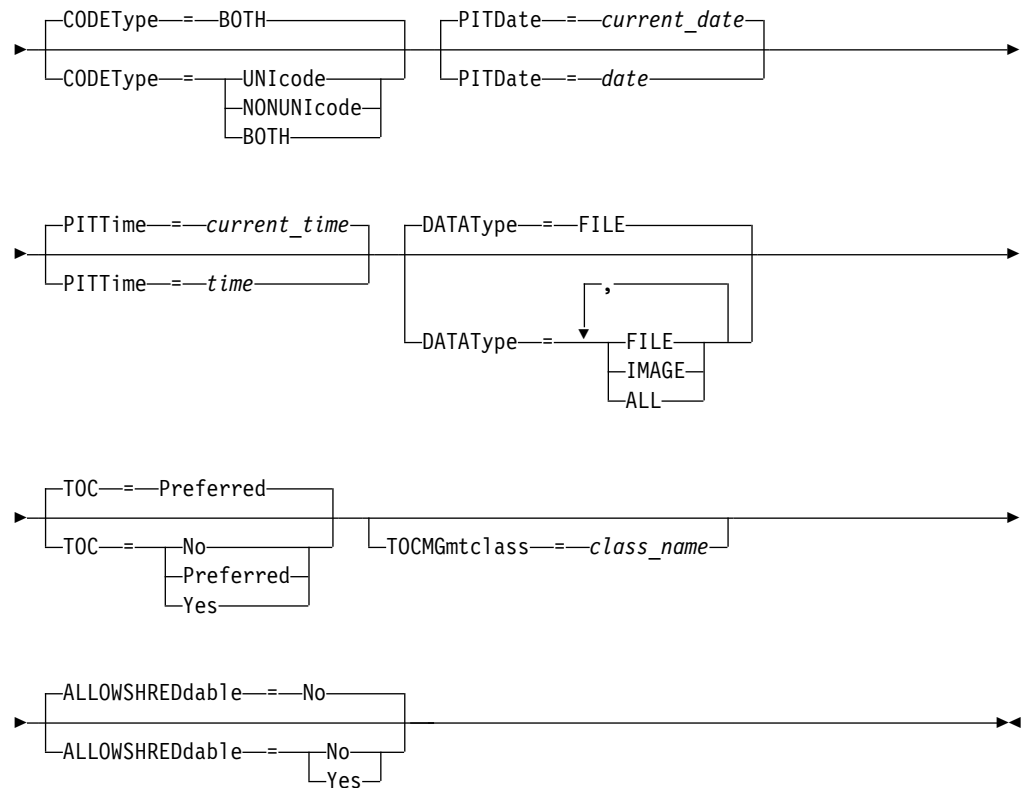 CODEType = BOTH
CODEType = UNIcode
NONUNIcode
BOTH
PITDate = current_date
PITDate = date
PITTime = current_time
PITTime = time
DATAType = FILE
,
DATAType = FILE
IMAGE
ALL
TOC = Preferred
TOC = No
Preferred
Yes
TOCMGmtclass = class_name
ALLOWSHREDdable = No
ALLOWSHREDdable = No
Yes